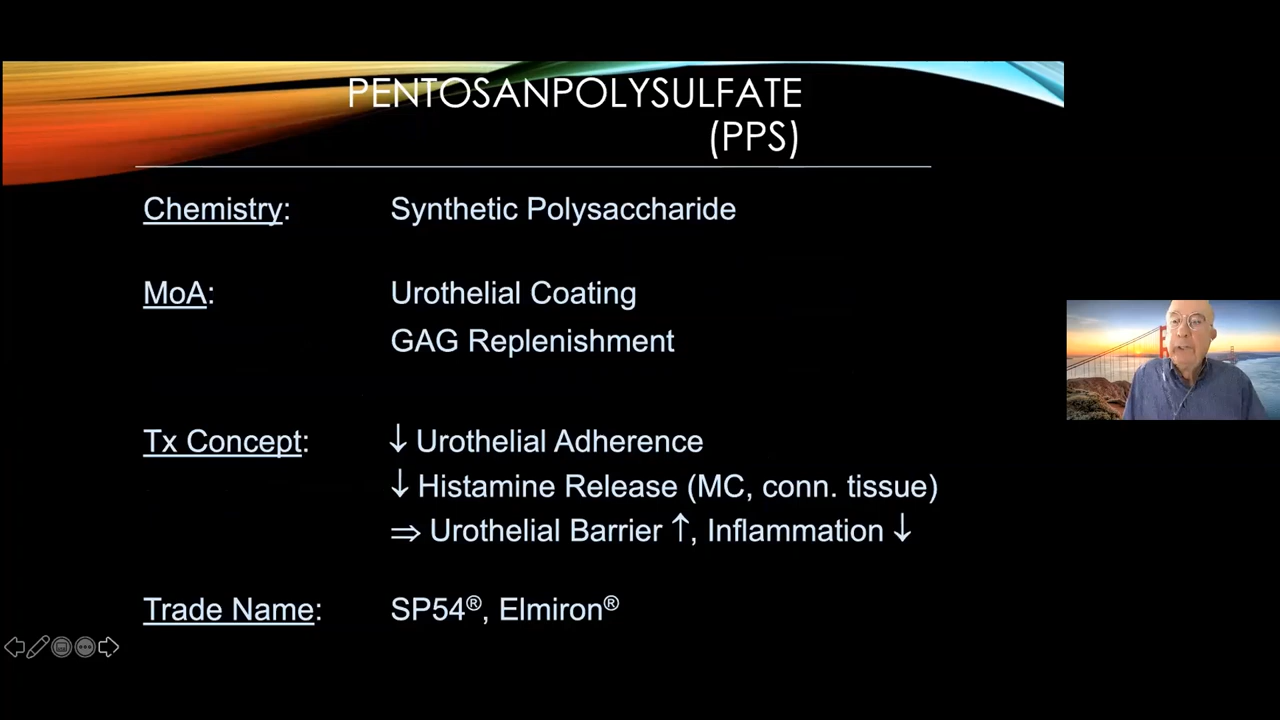 PENTOSANPOLYSULFATE
(PPS)
Chemistry: Synthetic Polysaccharide
MoA: Urothelial Coating
GAG Replenishment
Tx Concept: ↓ Urothelial Adherence
↓ Histamine Release (MC, conn. tissue)
⇒ Urothelial Barrier ↑, Inflammation ↓
Trade Name: SP54®, Elmiron®